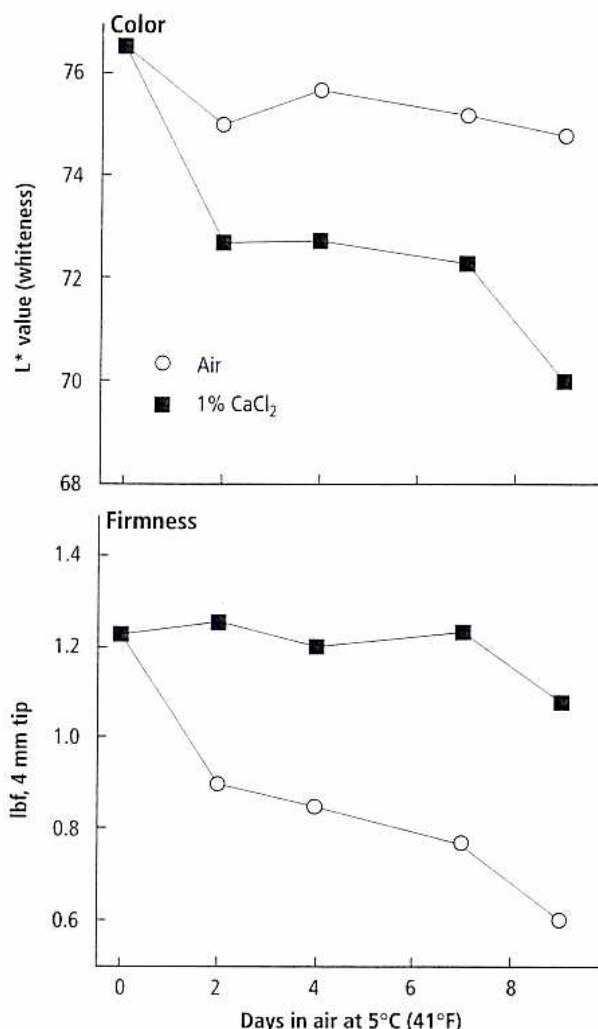 Color
76
74
72
70
68
L* value (whiteness)
Air
1% CaCl₂
Firmness
1.4
1.2
1.0
0.8
0.6
lbf, 4 mm tip
0 2 4 6 8
Days in air at 5°C (41°F)